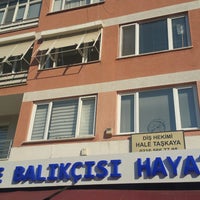 DİŞ HEKİMİ
HALE TAŞKAYA
BALIKÇISI HAYA